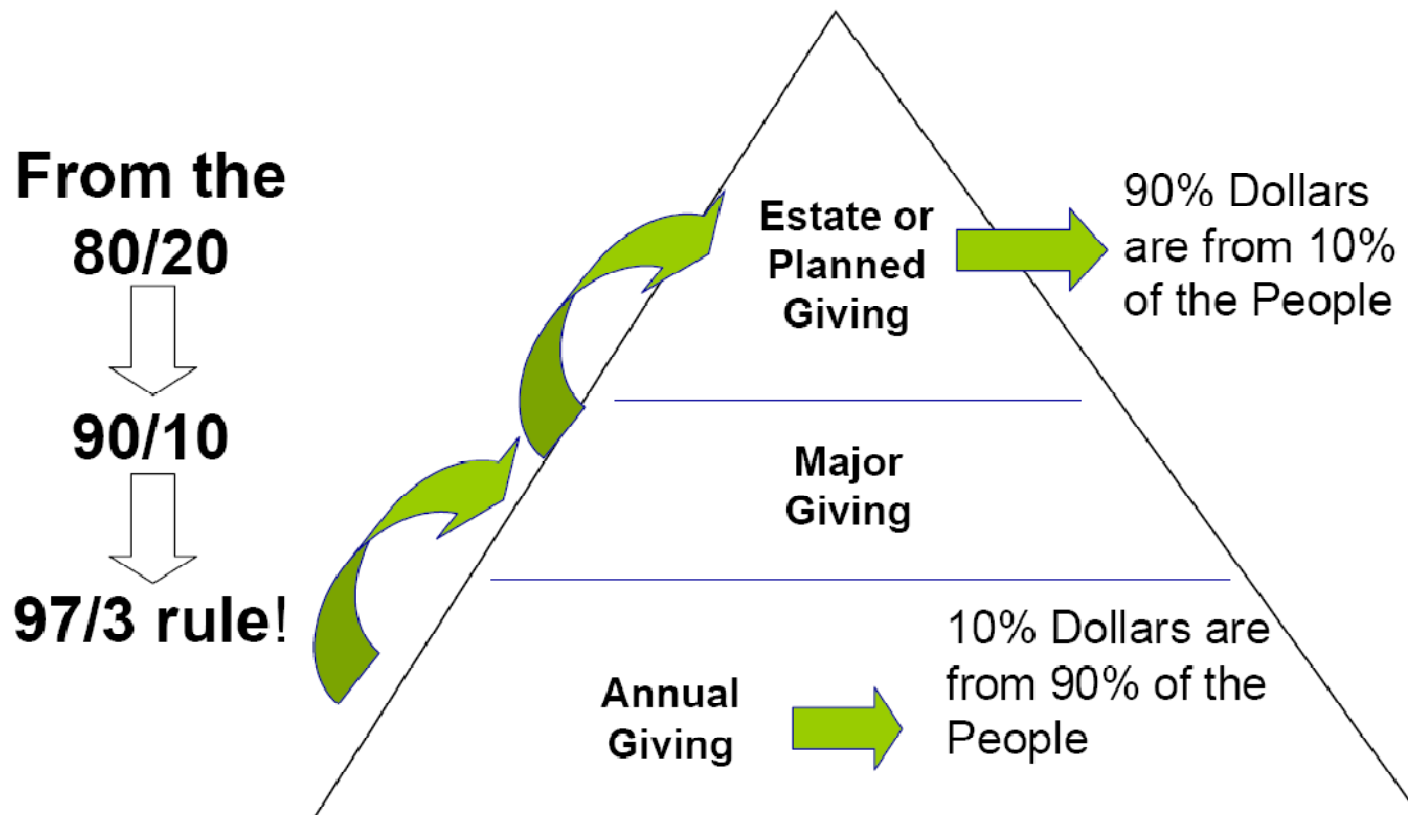 From the
80/20
90/10
97/3 rule!
Estate or
Planned
Giving
90% Dollars
are from 10%
of the People
Major
Giving
Annual
Giving
10% Dollars are
from 90% of the
People